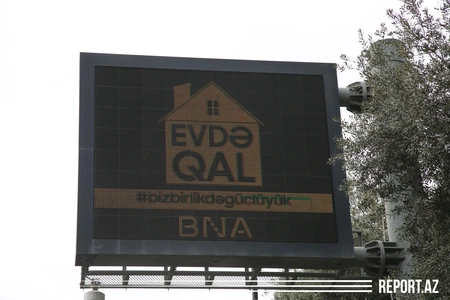 EVDƏ
QAL
#bizbirlikdəgüclüyük
BNA
REPORT.AZ